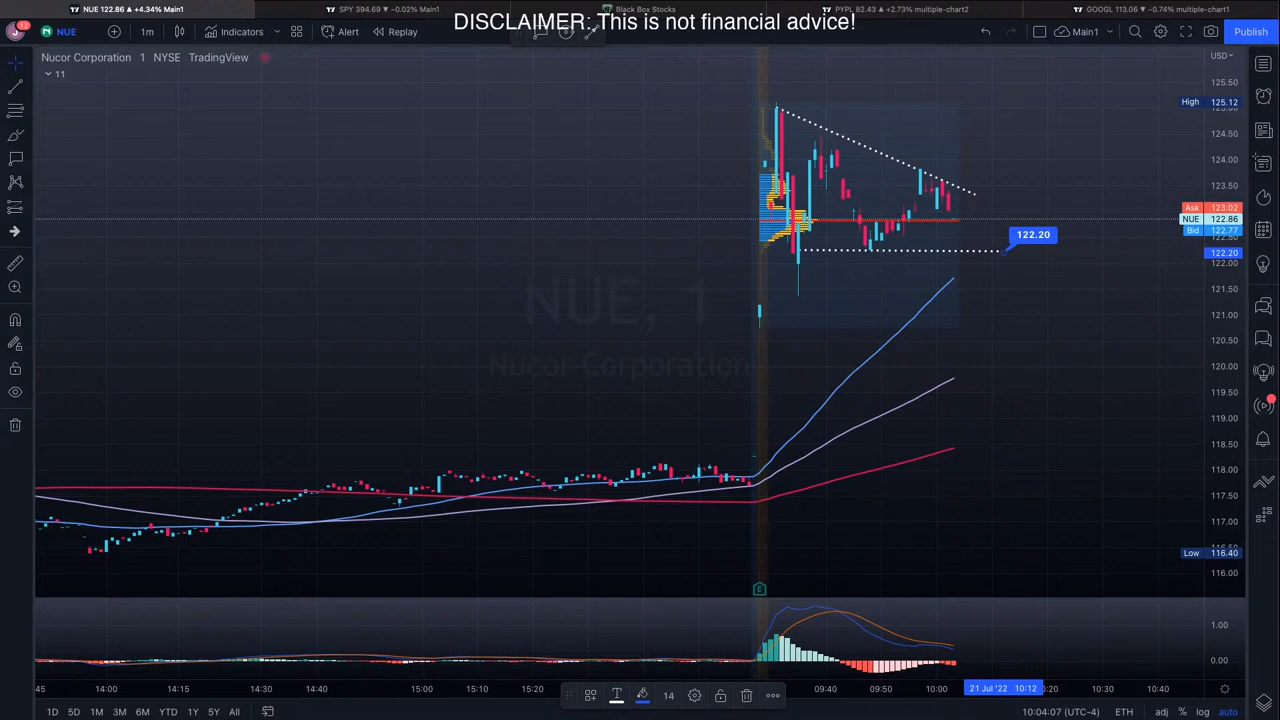 NUE 122.86 ▲ +4.34% Main1
SPY 394.69 −0.02% Main1
Black Box Stocks
PYPL 82.43 ▲ +2.73% multiple-chart2
GOOGL 113.06 ▼ −0.74% multiple-chart1
DISCLAIMER: This is not financial advice!
12
NUE
1m
Indicators
Alert
Replay
Main1
Publish
Nucor Corporation 1 NYSE TradingView
11
USD
125.50
High 125.12
124.50
124.00
123.50
Ask 123.02
NUE 122.86
Bid 122.77
122.20
122.20
122.00
121.50
121.00
120.50
120.00
119.50
119.00
118.50
118.00
117.50
117.00
Low 116.40
116.00
NUE, 1
Nucor Corporation
E
1.00
0.00
45
14:00
14:15
14:30
14:40
15:00
15:10
15:20
09:40
09:50
10:00
21 Jul '22 10:12
10:30
10:40
14
1D 5D 1M 3M 6M YTD 1Y 5Y All
10:04:07 (UTC-4)
ETH
adj
%
log
auto